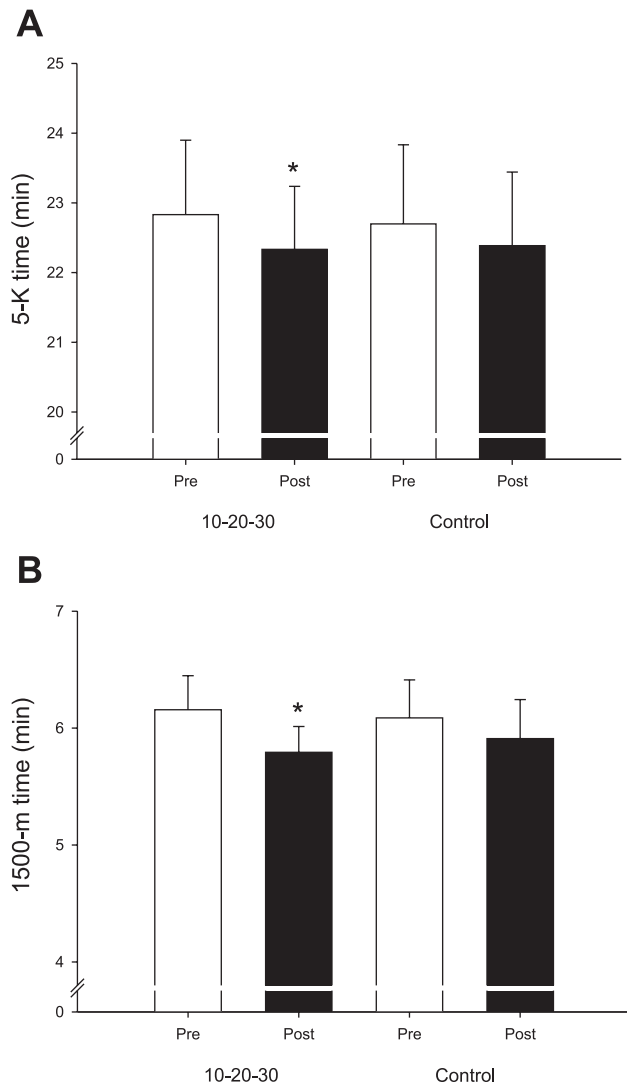 A
5-K time (min)
25
24
23
22
21
20
0
*
Pre
Post
Pre
Post
10-20-30
Control
B
1500-m time (min)
7
6
5
4
0
*
Pre
Post
Pre
Post
10-20-30
Control